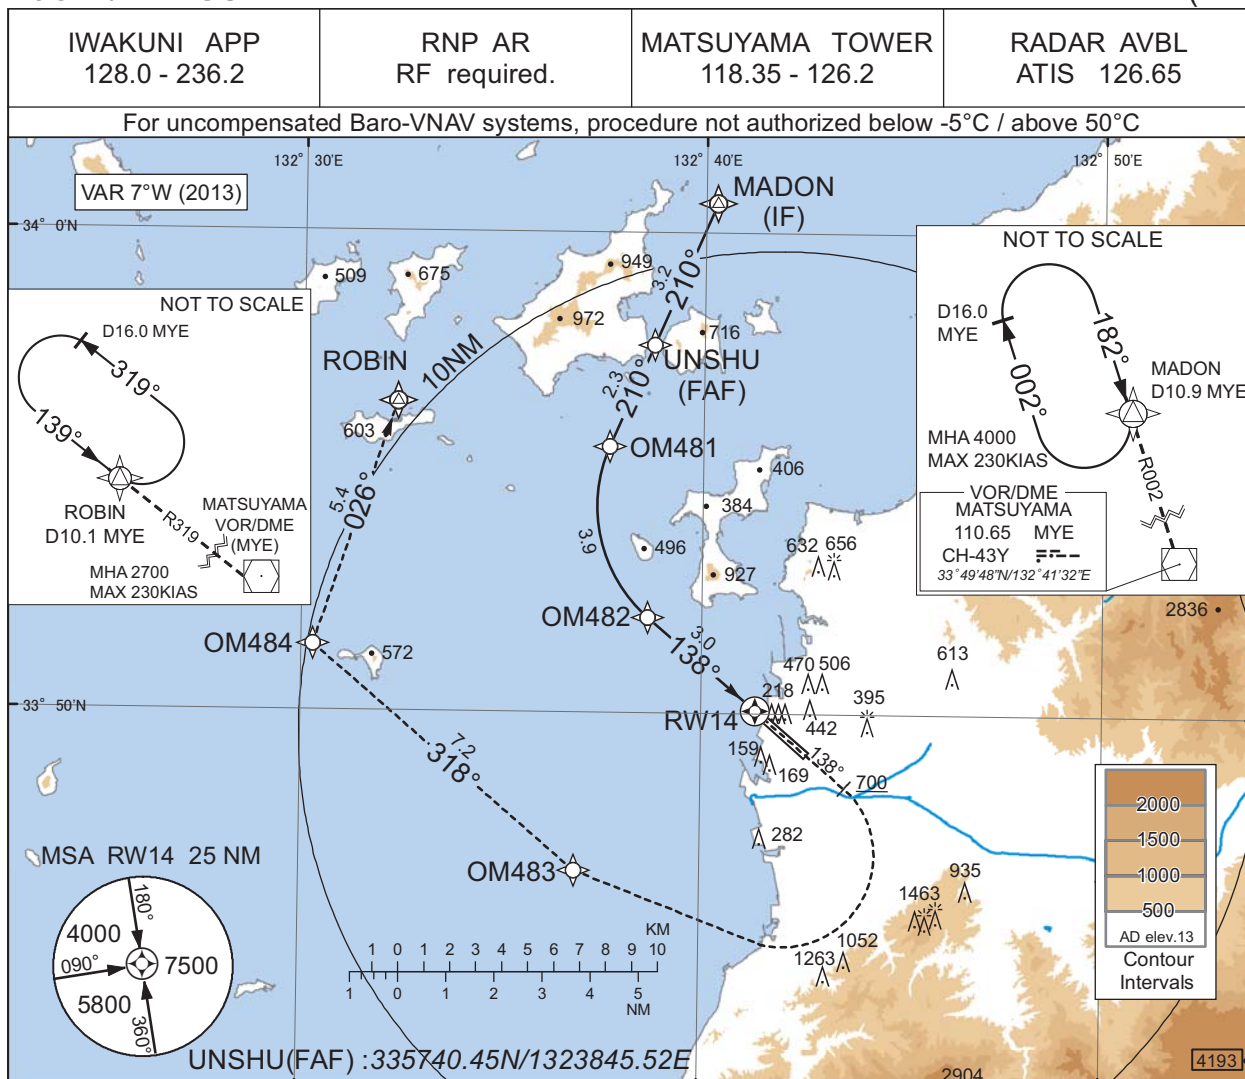 IWAKUNI APP
128.0 - 236.2
RNP AR
RF required.
MATSUYAMA TOWER
118.35 - 126.2
RADAR AVBL
ATIS 126.65
For uncompensated Baro-VNAV systems, procedure not authorized below -5°C / above 50°C
132° 30'E
132° 40'E
132° 50'E
VAR 7°W (2013)
34° 0'N
MADON
(IF)
3.2
210°
949
509
675
972
716
10NM
UNSHU
(FAF)
2.3
210°
ROBIN
603
OM481
406
384
3.9
496
927
632
656
5.4
026°
OM482
3.0
138°
OM484
572
470
506
613
2836
218
395
442
33° 50'N
RW14
159
169
138°
700
7.2
318°
282
OM483
935
1463
1052
1263
2904
4193
NOT TO SCALE
D16.0 MYE
319°
139°
ROBIN
D10.1 MYE
R319
MATSUYAMA
VOR/DME
(MYE)
MHA 2700
MAX 230KIAS
NOT TO SCALE
D16.0
MYE
182°
002°
MADON
D10.9 MYE
MHA 4000
MAX 230KIAS
R002
VOR/DME
MATSUYAMA
110.65 MYE
CH-43Y
33°49'48"N/132°41'32"E
2000
1500
1000
500
AD elev.13
Contour
Intervals
MSA RW14 25 NM
180°
4000
090°
7500
5800
360°
KM
1 0 1 2 3 4 5 6 7 8 9 10
1 0 1 2 3 4 5
NM
UNSHU(FAF) :335740.45N/1323845.52E